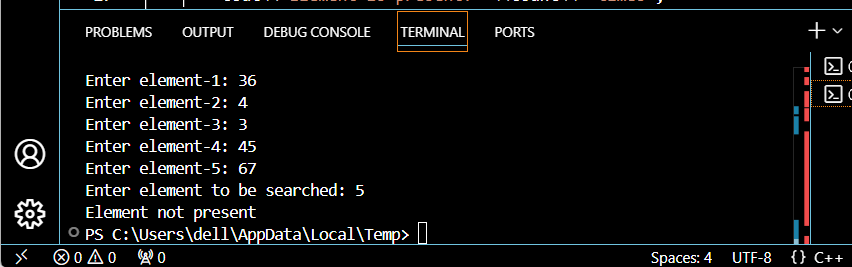 PROBLEMS OUTPUT DEBUG CONSOLE TERMINAL PORTS
Enter element-1: 36
Enter element-2: 4
Enter element-3: 3
Enter element-4: 45
Enter element-5: 67
Enter element to be searched: 5
Element not present
PS C:\Users\dell\AppData\Local\Temp>
0 0 0 Spaces: 4 UTF-8 {} C++